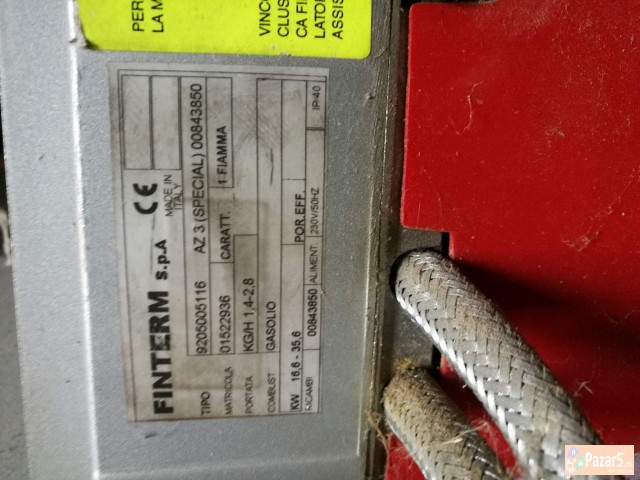 PER
LA M
VINCO
CLUS
CA FI
LATOR
ASSIS
FINTERM s.p.A CE MADE IN ITALY
TIPO 9205005116 AZ 3 (SPECIAL) 00843850
MATRICOLA 01522936 CARATT. 1 FIAMMA
PORTATA KG/H 1,4-2,8
COMBUST GASOLIO
KW 16,6 - 35,6 POR.EFF.
RICAMBI 00843850 ALIMENT. 230V/50HZ IP/40
Pazar5